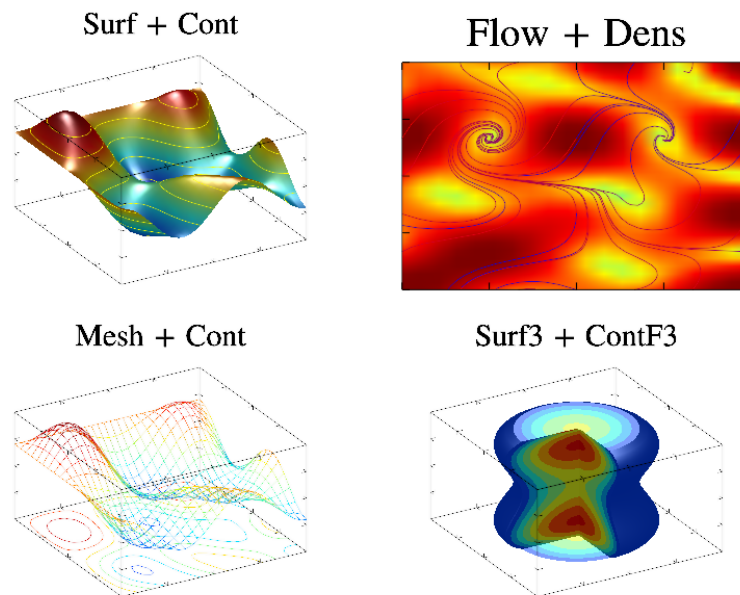 Surf + Cont
Flow + Dens
Mesh + Cont
Surf3 + ContF3